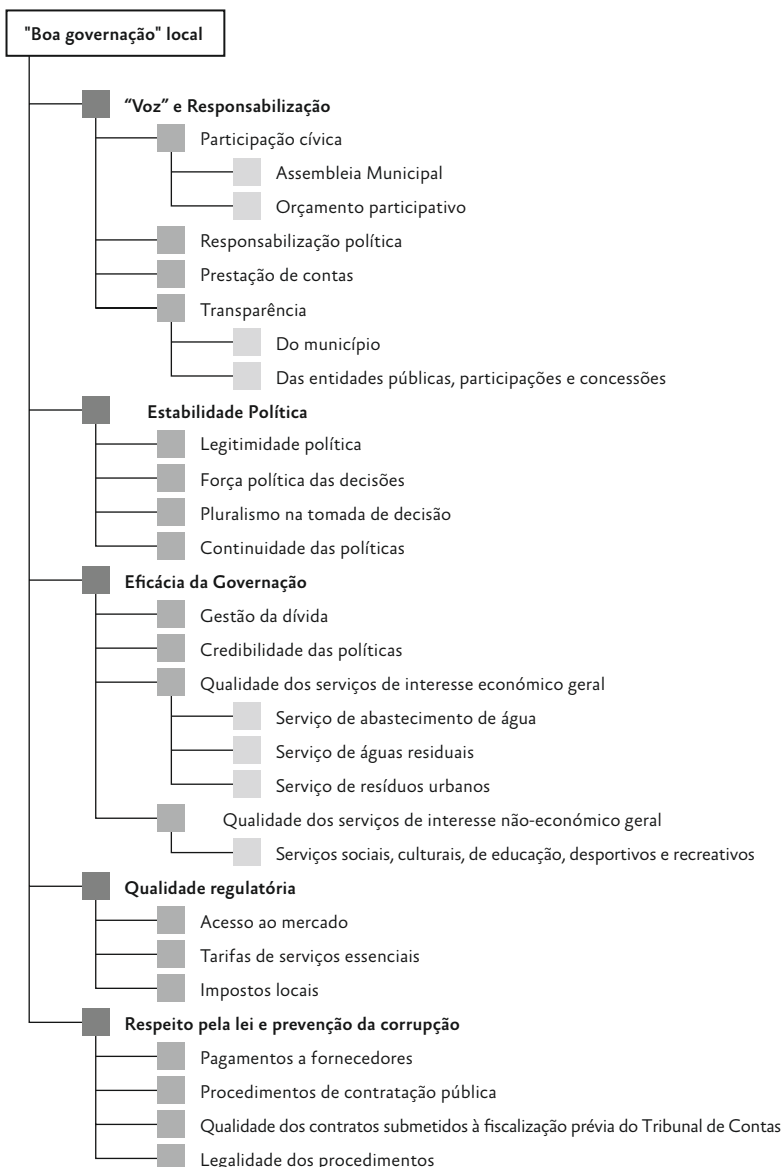 "Boa governação" local
“Voz” e Responsabilização
Participação cívica
Assembleia Municipal
Orçamento participativo
Responsabilização política
Prestação de contas
Transparência
Do município
Das entidades públicas, participações e concessões
Estabilidade Política
Legitimidade política
Força política das decisões
Pluralismo na tomada de decisão
Continuidade das políticas
Eficácia da Governação
Gestão da dívida
Credibilidade das políticas
Qualidade dos serviços de interesse económico geral
Serviço de abastecimento de água
Serviço de águas residuais
Serviço de resíduos urbanos
Qualidade dos serviços de interesse não-económico geral
Serviços sociais, culturais, de educação, desportivos e recreativos
Qualidade regulatória
Acesso ao mercado
Tarifas de serviços essenciais
Impostos locais
Respeito pela lei e prevenção da corrupção
Pagamentos a fornecedores
Procedimentos de contratação pública
Qualidade dos contratos submetidos à fiscalização prévia do Tribunal de Contas
Legalidade dos procedimentos